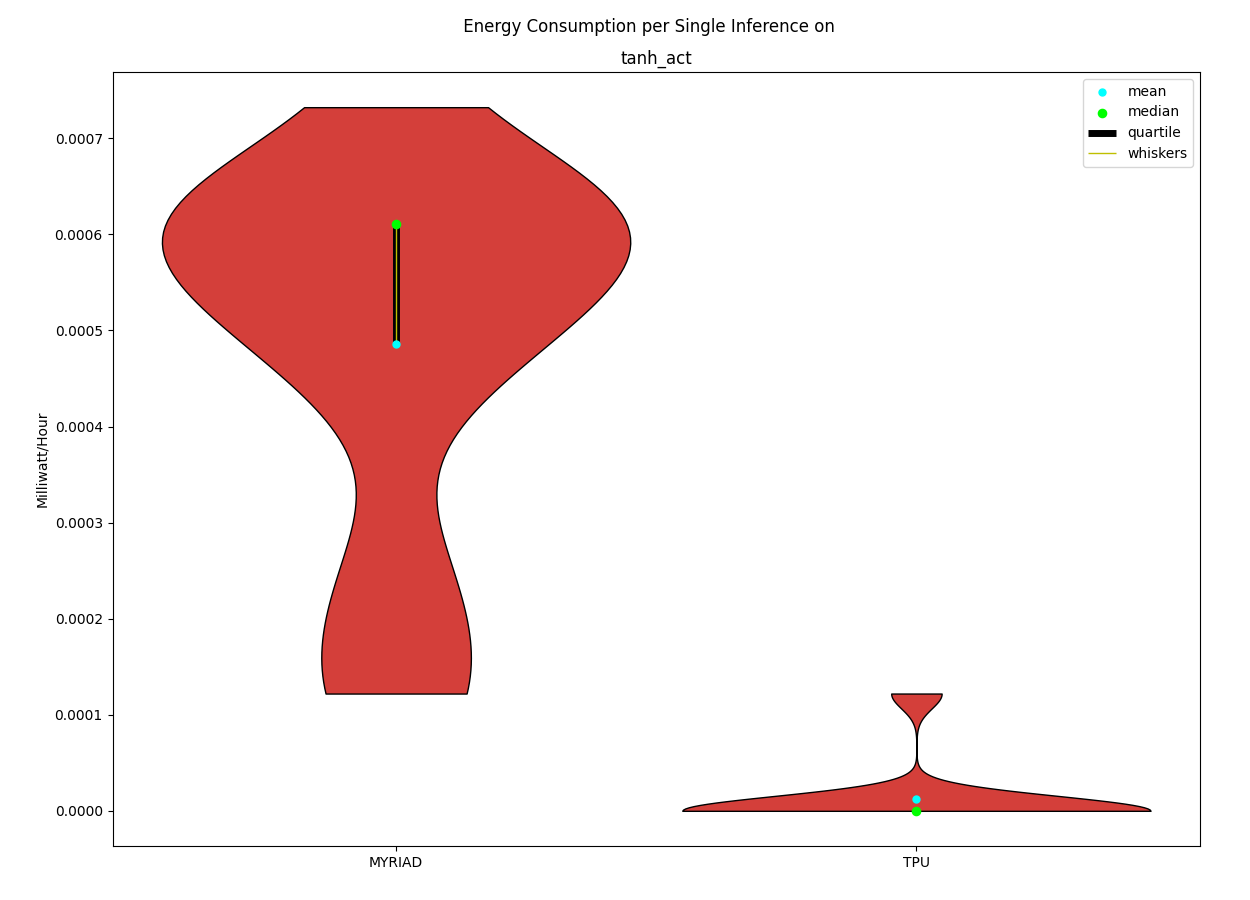 Energy Consumption per Single Inference on
tanh_act
mean
median
quartile
whiskers
0.0007
0.0006
0.0005
0.0004
0.0003
0.0002
0.0001
0.0000
Milliwatt/Hour
MYRIAD
TPU